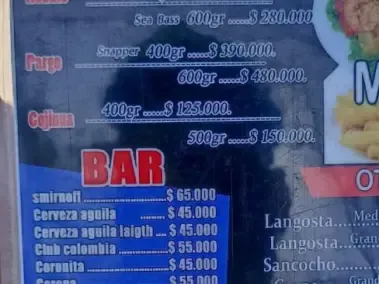 Sea Bass 600gr .....$ 280.000
Pargo
Snapper 400gr .....$ 390.000.
600gr .....$ 480.000.
Cojinua
400gr.....$ 125.000.
500gr .....$ 150.000.
BAR
smirnoff ........................$ 65.000
Cerveza aguila ..............$ 45.000
Cerveza aguila laigth ....$ 45.000
Club colombia ...............$ 55.000
Coronita ........................$ 45.000
Corona $ 55.000
M
OT
Langosta... Med
Langosta.... Gran
Sancocho............
Grand